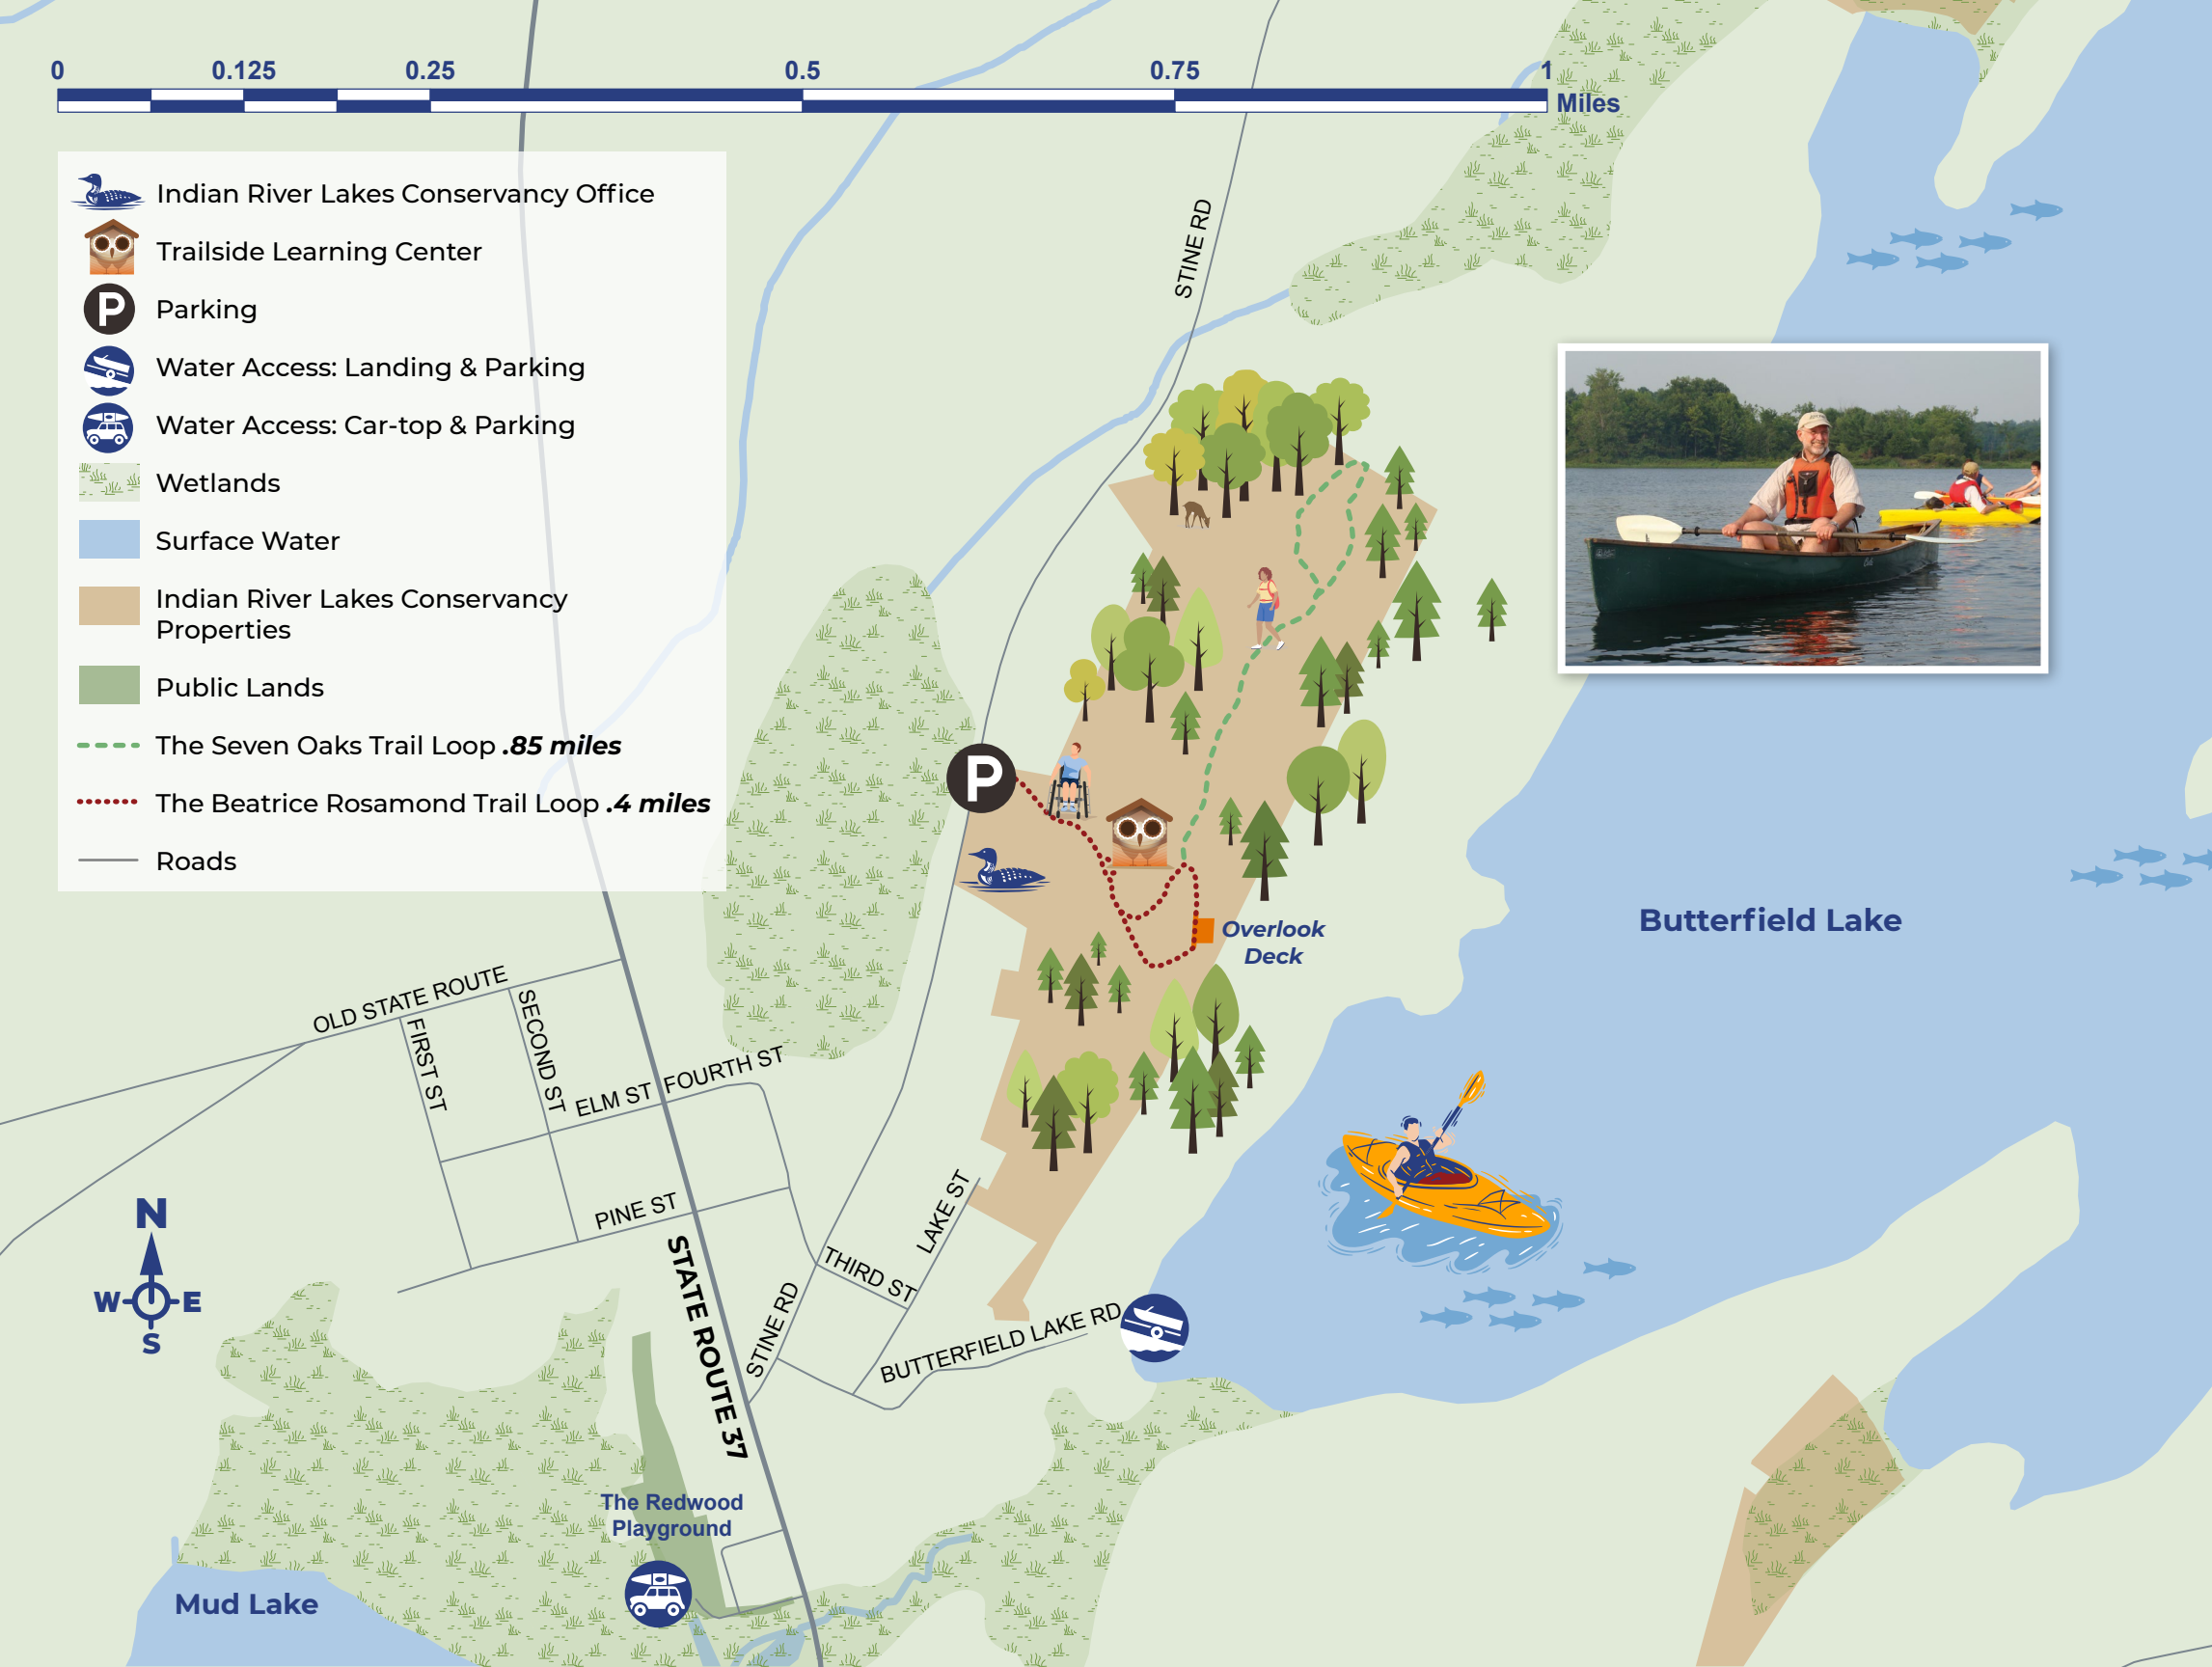 0 0.125 0.25 0.5 0.75 1
Miles
Indian River Lakes Conservancy Office
Trailside Learning Center
P Parking
Water Access: Landing & Parking
Water Access: Car-top & Parking
Wetlands
Surface Water
Indian River Lakes Conservancy
Properties
Public Lands
The Seven Oaks Trail Loop .85 miles
The Beatrice Rosamond Trail Loop .4 miles
Roads
STINE RD
P
Overlook
Deck
Butterfield Lake
OLD STATE ROUTE
FIRST ST
SECOND ST
ELM ST
FOURTH ST
PINE ST
STATE ROUTE 37
THIRD ST
LAKE ST
STINE RD
BUTTERFIELD LAKE RD
N
W E
S
The Redwood
Playground
Mud Lake